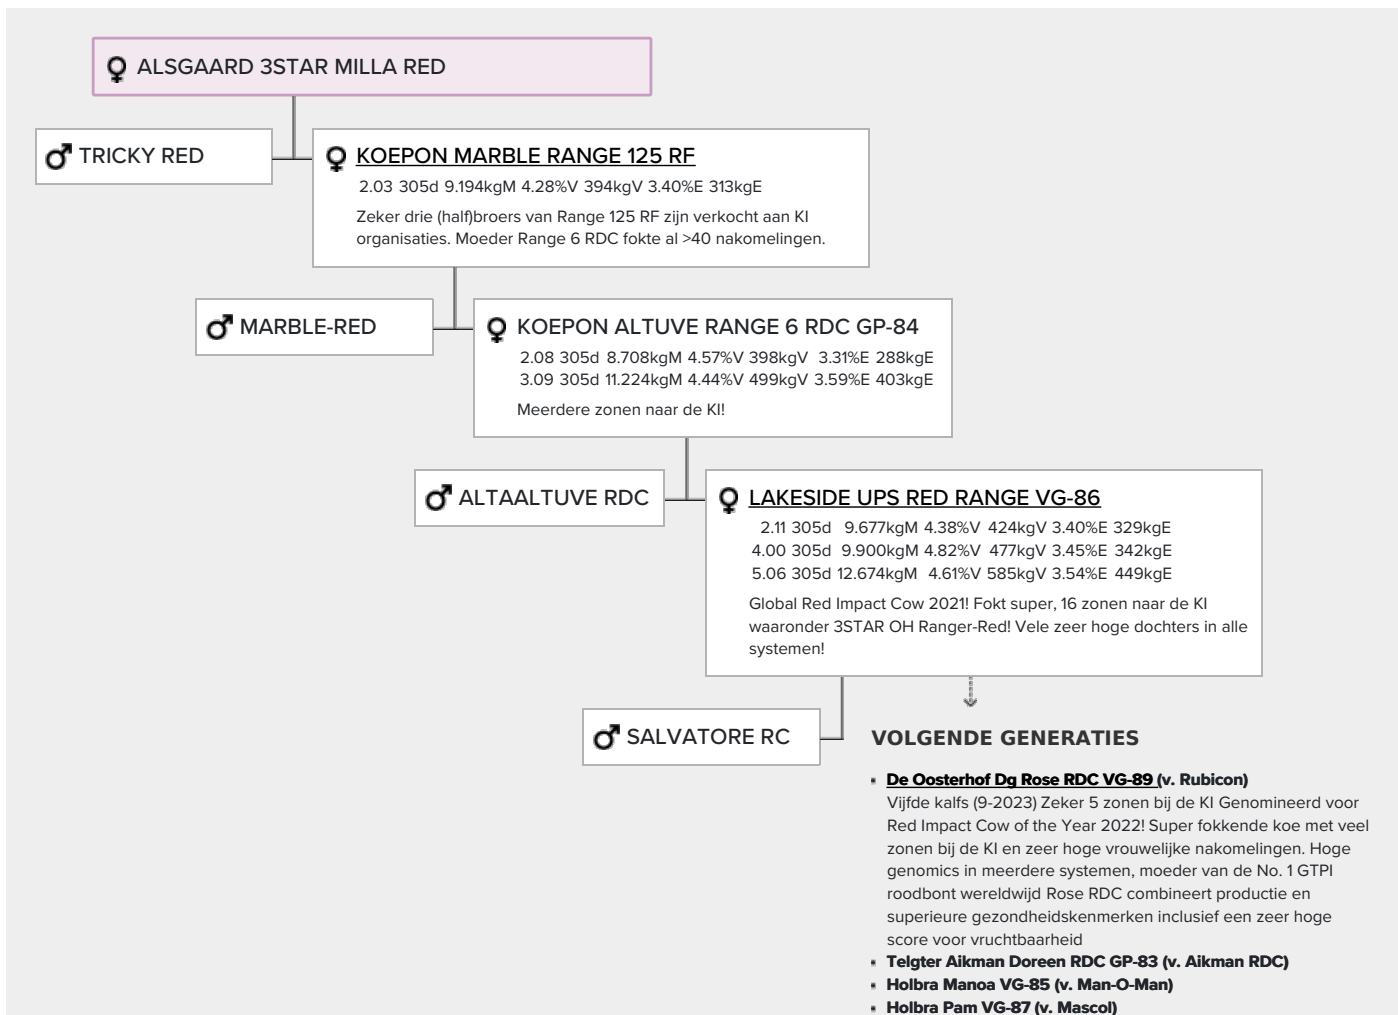 ALSGAARD 3STAR MILLA RED
TRICKY RED
KOEPON MARBLE RANGE 125 RF
2.03 305d 9.194kgM 4.28%V 394kgV 3.40%E 313kgE
Zeker drie (half)broers van Range 125 RF zijn verkocht aan KI
organisaties. Moeder Range 6 RDC fokte al >40 nakomelingen.
MARBLE-RED
KOEPON ALTUVE RANGE 6 RDC GP-84
2.08 305d 8.708kgM 4.57%V 398kgV 3.31%E 288kgE
3.09 305d 11.224kgM 4.44%V 499kgV 3.59%E 403kgE
Meerdere zonen naar de KI!
ALTAALTUVE RDC
LAKESIDE UPS RED RANGE VG-86
2.11 305d 9.677kgM 4.38%V 424kgV 3.40%E 329kgE
4.00 305d 9.900kgM 4.82%V 477kgV 3.45%E 342kgE
5.06 305d 12.674kgM 4.61%V 585kgV 3.54%E 449kgE
Global Red Impact Cow 2021! Fokt super, 16 zonen naar de KI
waaronder 3STAR OH Ranger-Red! Vele zeer hoge dochters in alle
systemen!
SALVATORE RC
VOLGENDE GENERATIES
De Oosterhof Dg Rose RDC VG-89 (v. Rubicon)
Vijfde kalfs (9-2023) Zeker 5 zonen bij de KI Genomineerd voor
Red Impact Cow of the Year 2022! Super fokkende koe met veel
zonen bij de KI en zeer hoge vrouwelijke nakomelingen. Hoge
genomics in meerdere systemen, moeder van de No. 1 GTPI
roodbont wereldwijd Rose RDC combineert productie en
superieure gezondheidskenmerken inclusief een zeer hoge
score voor vruchtbaarheid
Telgter Aikman Doreen RDC GP-83 (v. Aikman RDC)
Holbra Manoa VG-85 (v. Man-O-Man)
Holbra Pam VG-87 (v. Mascol)